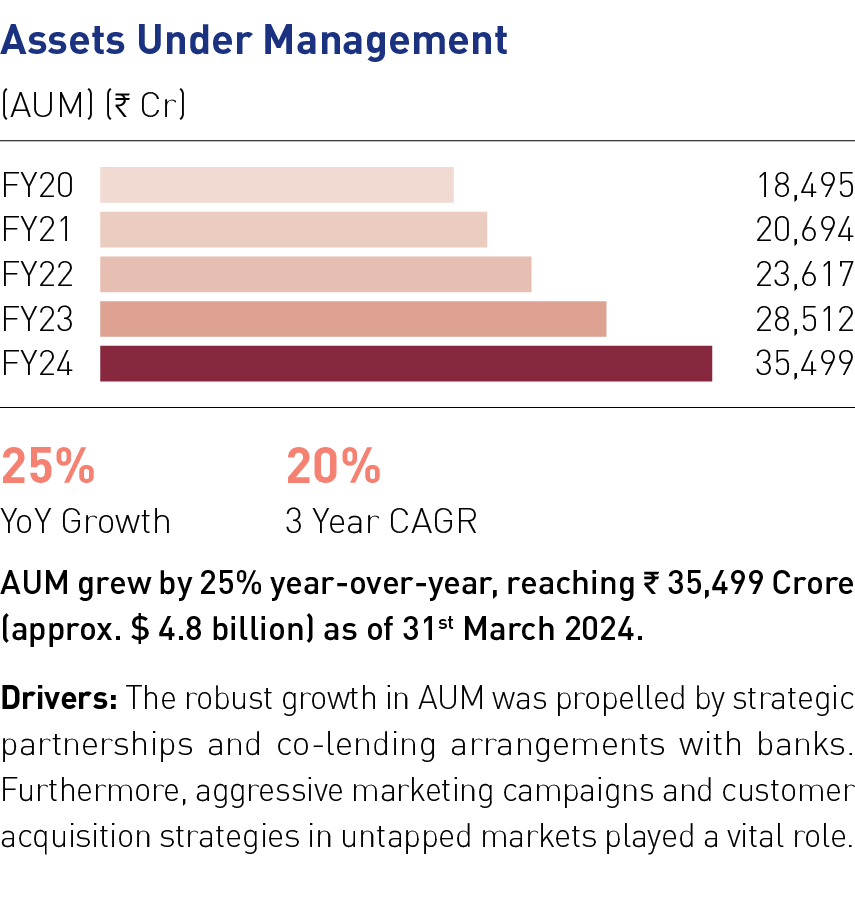 Assets Under Management
(AUM) (₹ Cr)
FY20 18,495
FY21 20,694
FY22 23,617
FY23 28,512
FY24 35,499
25% 20%
YoY Growth 3 Year CAGR
AUM grew by 25% year-over-year, reaching ₹ 35,499 Crore
(approx. $ 4.8 billion) as of 31st March 2024.
Drivers: The robust growth in AUM was propelled by strategic
partnerships and co-lending arrangements with banks.
Furthermore, aggressive marketing campaigns and customer
acquisition strategies in untapped markets played a vital role.